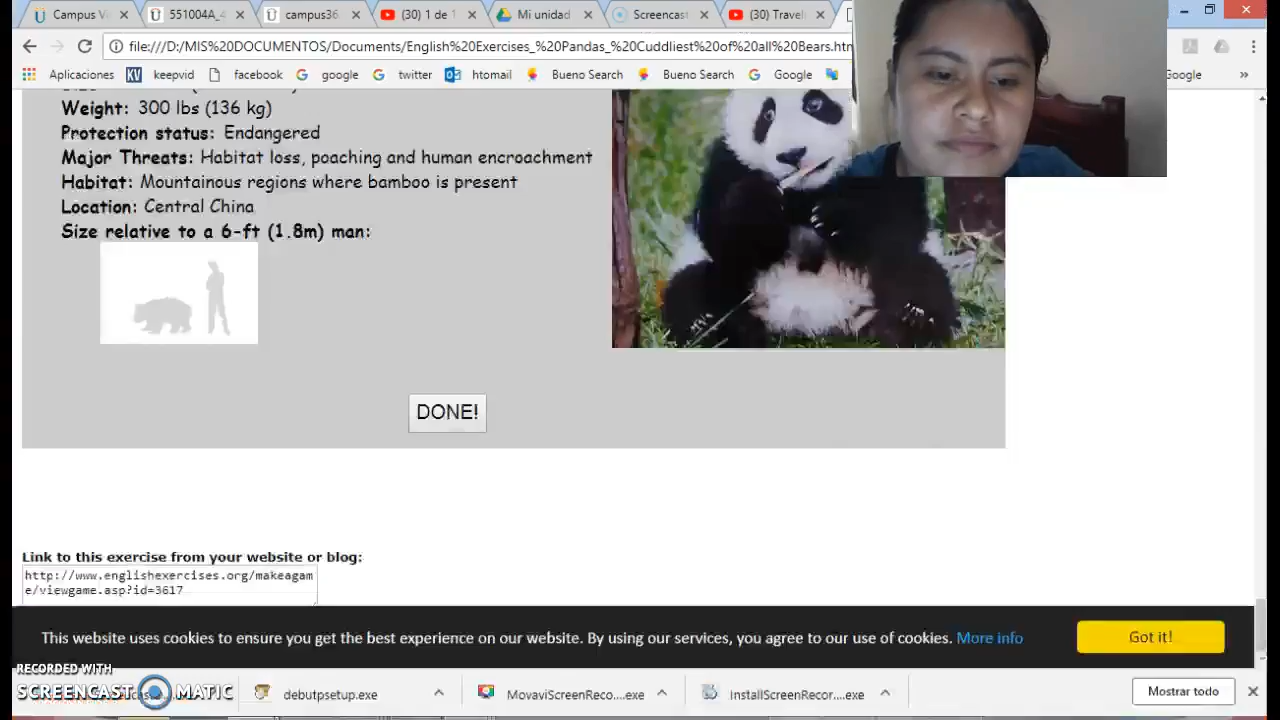 Campus V
551004A_4
campus36
(30) 1 de 1
Mi unidad
Screencast
(30) Travel
file:///D:/MIS%20DOCUMENTOS/Documents/English%20Exercises_%20Pandas_%20Cuddliest%20of%20all%20Bears.htm
Aplicaciones KV keepvid facebook google twitter htomail Bueno Search Bueno Search Google Google »
Weight: 300 lbs (136 kg)
Protection status: Endangered
Major Threats: Habitat loss, poaching and human encroachment
Habitat: Mountainous regions where bamboo is present
Location: Central China
Size relative to a 6-ft (1.8m) man:
DONE!
Link to this exercise from your website or blog:
http://www.englishexercises.org/makeagam
e/viewgame.asp?id=3617
This website uses cookies to ensure you get the best experience on our website. By using our services, you agree to our use of cookies. More info
Got it!
RECORDED WITH
SCREENCAST MATIC
debutpsetup.exe
MovaviScreenReco....exe
InstallScreenRecor....exe
Mostrar todo